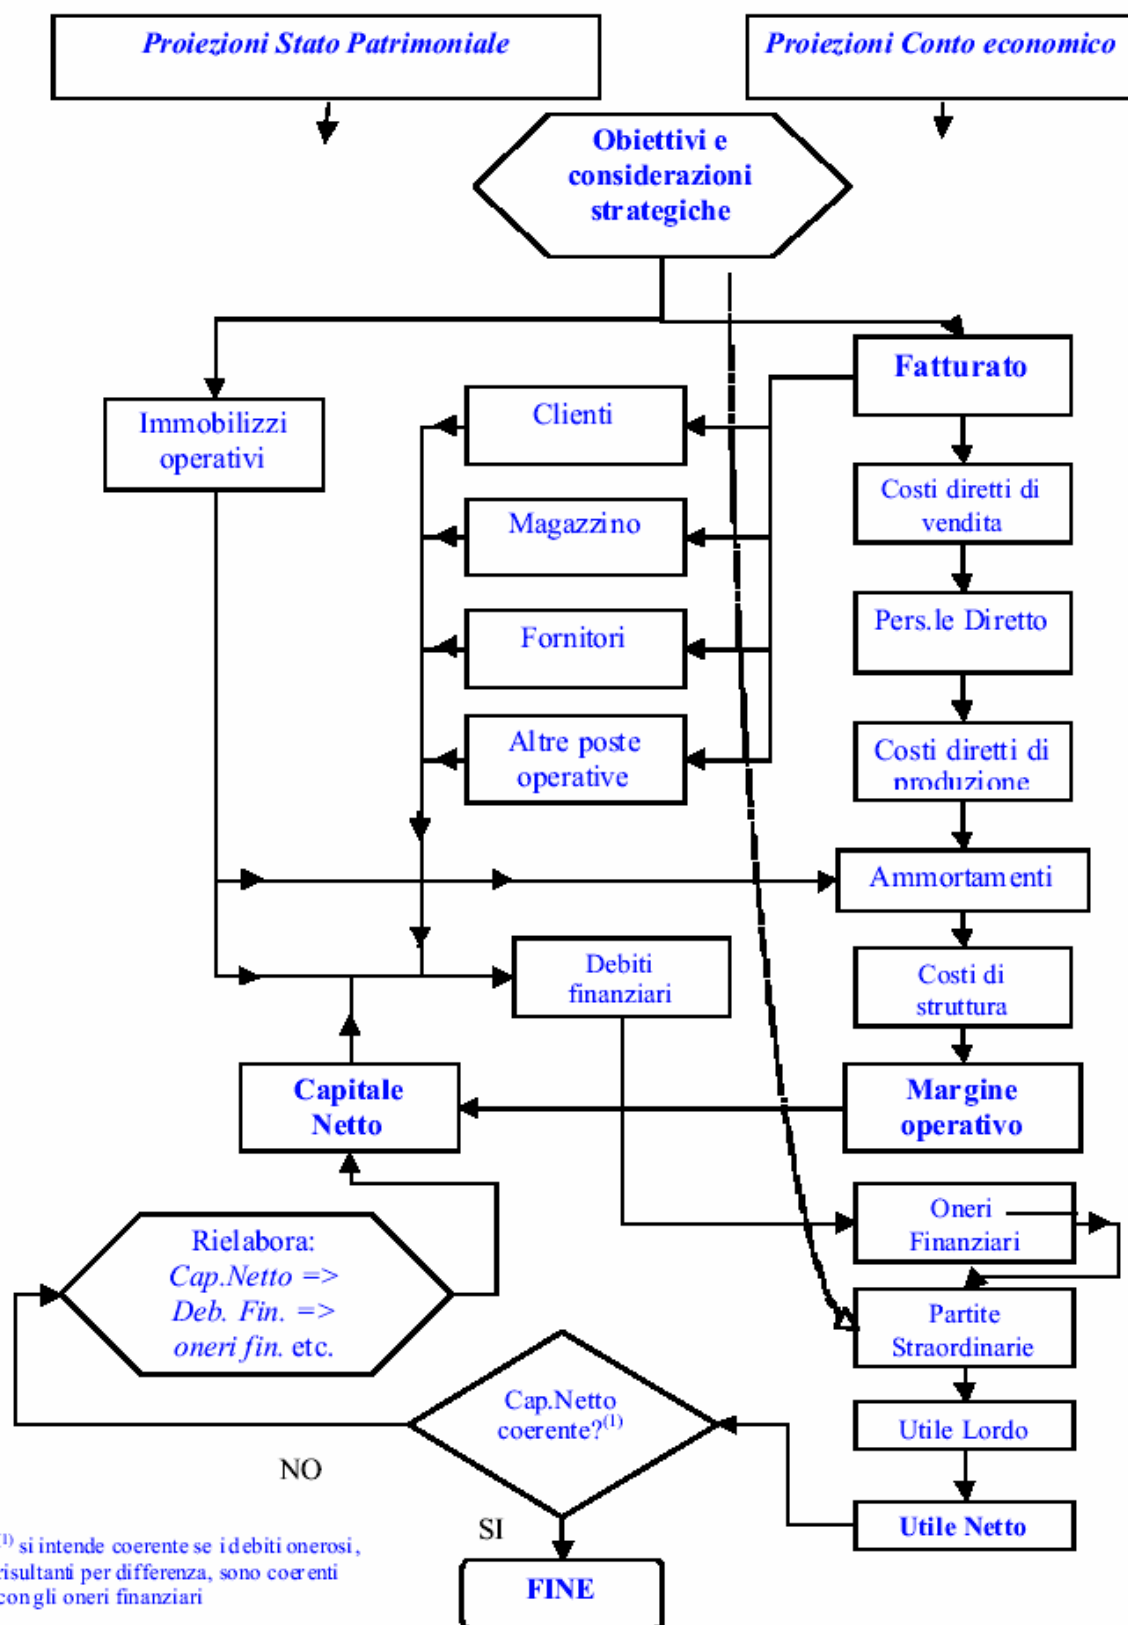 Proiezioni Stato Patrimoniale
Proiezioni Conto economico
Obiettivi e
considerazioni
strategiche
Fatturato
Immobilizzi
operativi
Clienti
Costi diretti di
vendita
Magazzino
Pers.le Diretto
Fornitori
Altre poste
operative
Costi diretti di
produzione
Ammortamenti
Debiti
finanziari
Costi di
struttura
Capitale
Netto
Margine
operativo
Oneri
Finanziari
Rielabora:
Cap.Netto =>
Deb. Fin. =>
oneri fin. etc.
Partite
Straordinarie
Cap.Netto
coerente?(1)
Utile Lordo
NO
Utile Netto
SI
(1) si intende coerente se i debiti onerosi,
risultanti per differenza, sono coerenti
con gli oneri finanziari
FINE